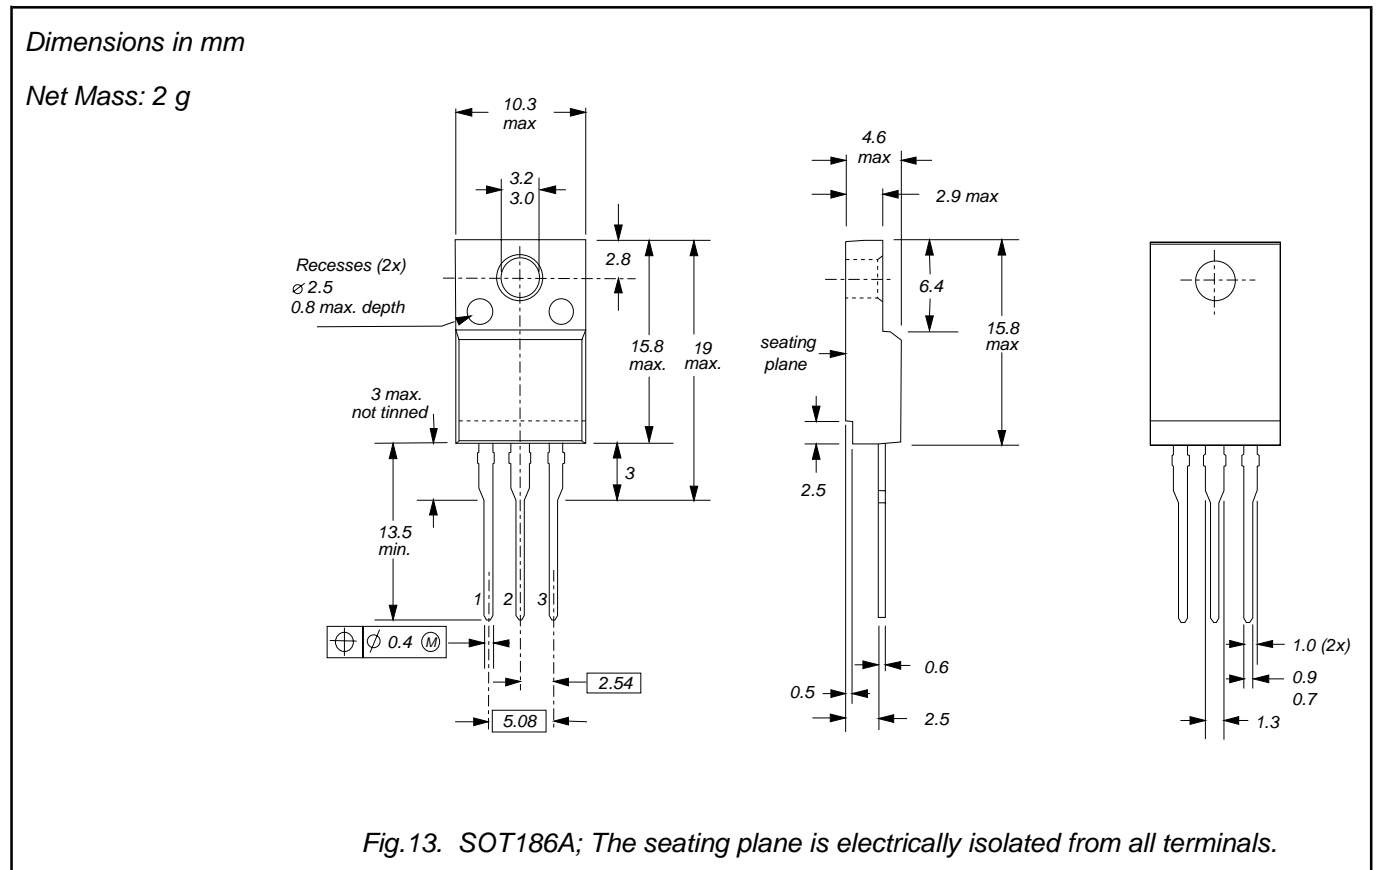 Dimensions in mm
Net Mass: 2 g
10.3
max
3.2
3.0
2.8
Recesses (2x)
⌀ 2.5
0.8 max. depth
15.8
max.
19
max.
3 max.
not tinned
3
13.5
min.
1 2 3
⌖ ⌀ 0.4 Ⓜ
2.54
5.08
4.6
max
2.9 max
6.4
15.8
max
seating
plane
2.5
0.6
0.5
2.5
1.0 (2x)
0.9
0.7
1.3
Fig.13. SOT186A; The seating plane is electrically isolated from all terminals.